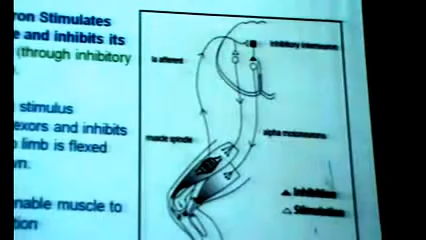 ron Stimulates
e and inhibits its
(through inhibitory
.
stimulus
exors and inhibits
limb is flexed
wn.
nable muscle to
tion
Ia afferent
inhibitory interneuron
muscle spindle
alpha motoneurons
Inhibition
Stimulation